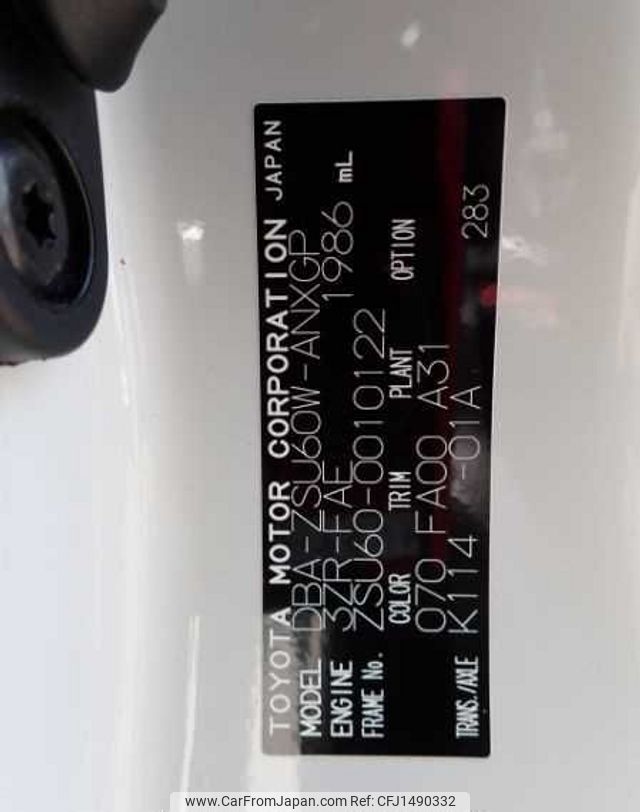 TOYOTA MOTOR CORPORATION JAPAN
MODEL DBA-ZSU60W-ANXGP
ENGINE 3ZR-FAE 1986 mL
FRAME No. ZSU60-0010122
COLOR TRIM PLANT OPTION
070 FA00 A31
TRANS./AXLE K114 -01A 283
www.CarFromJapan.com Ref: CFJ1490332